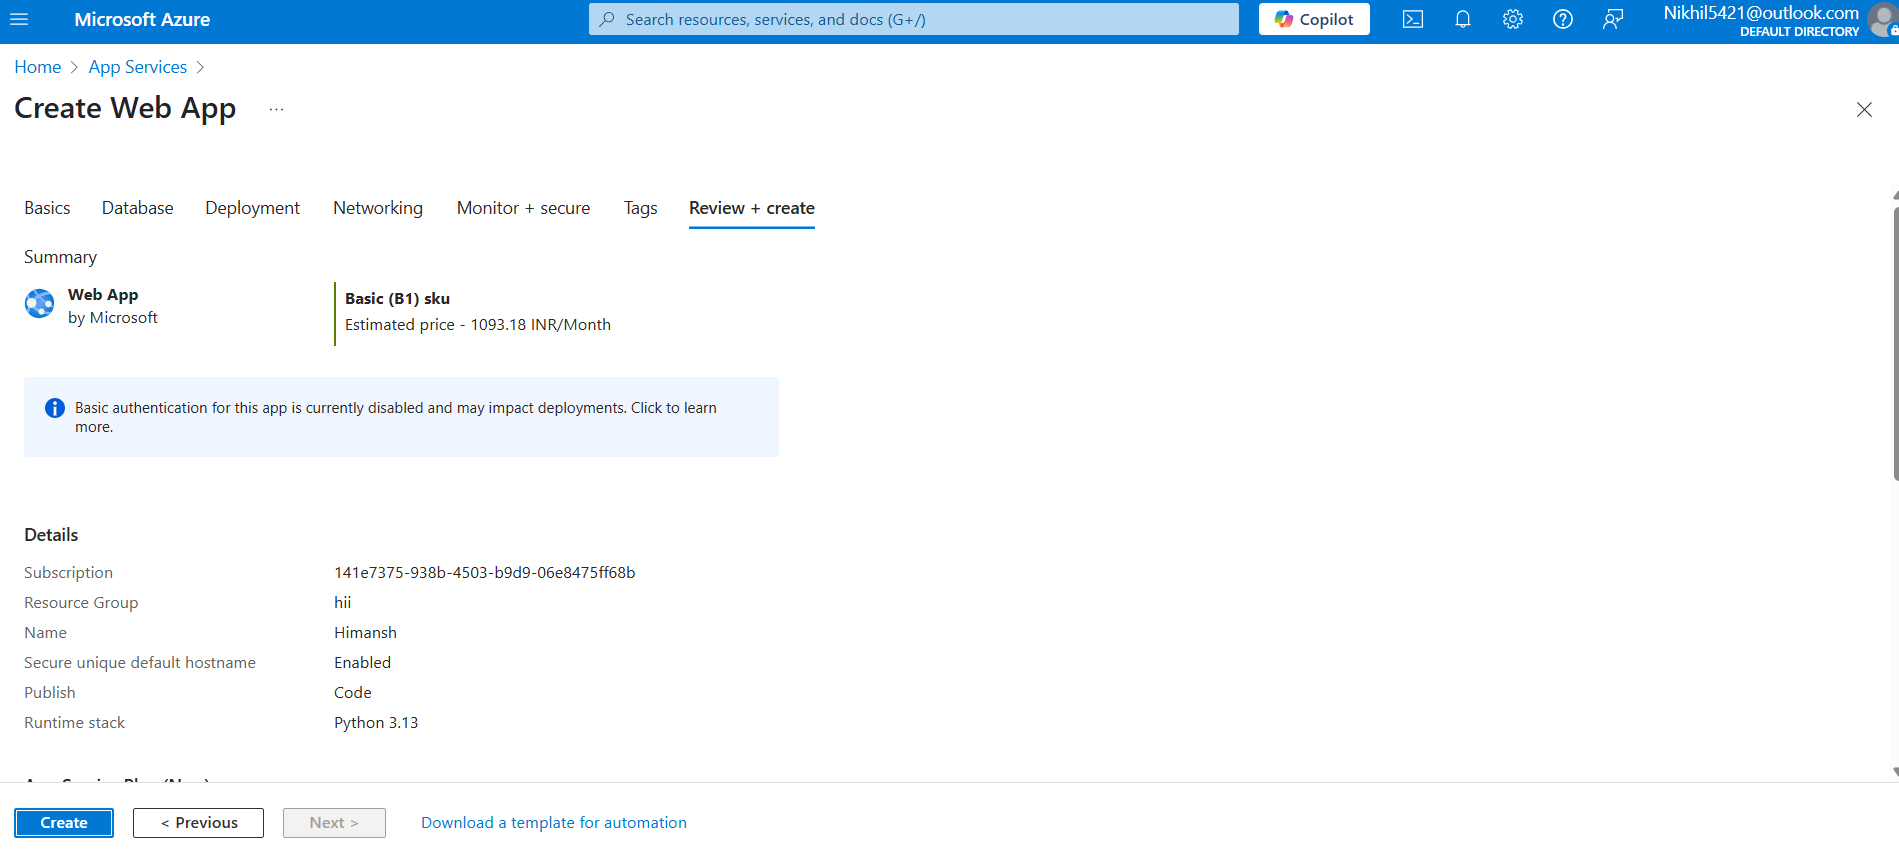 Microsoft Azure
Search resources, services, and docs (G+/)
Copilot
Nikhil5421@outlook.com
DEFAULT DIRECTORY
Home > App Services >
Create Web App ...
Basics Database Deployment Networking Monitor + secure Tags Review + create
Summary
Web App
by Microsoft
Basic (B1) sku
Estimated price - 1093.18 INR/Month
Basic authentication for this app is currently disabled and may impact deployments. Click to learn
more.
Details
Subscription 141e7375-938b-4503-b9d9-06e8475ff68b
Resource Group hii
Name Himansh
Secure unique default hostname Enabled
Publish Code
Runtime stack Python 3.13
App Service Plan (New)
Create < Previous Next > Download a template for automation